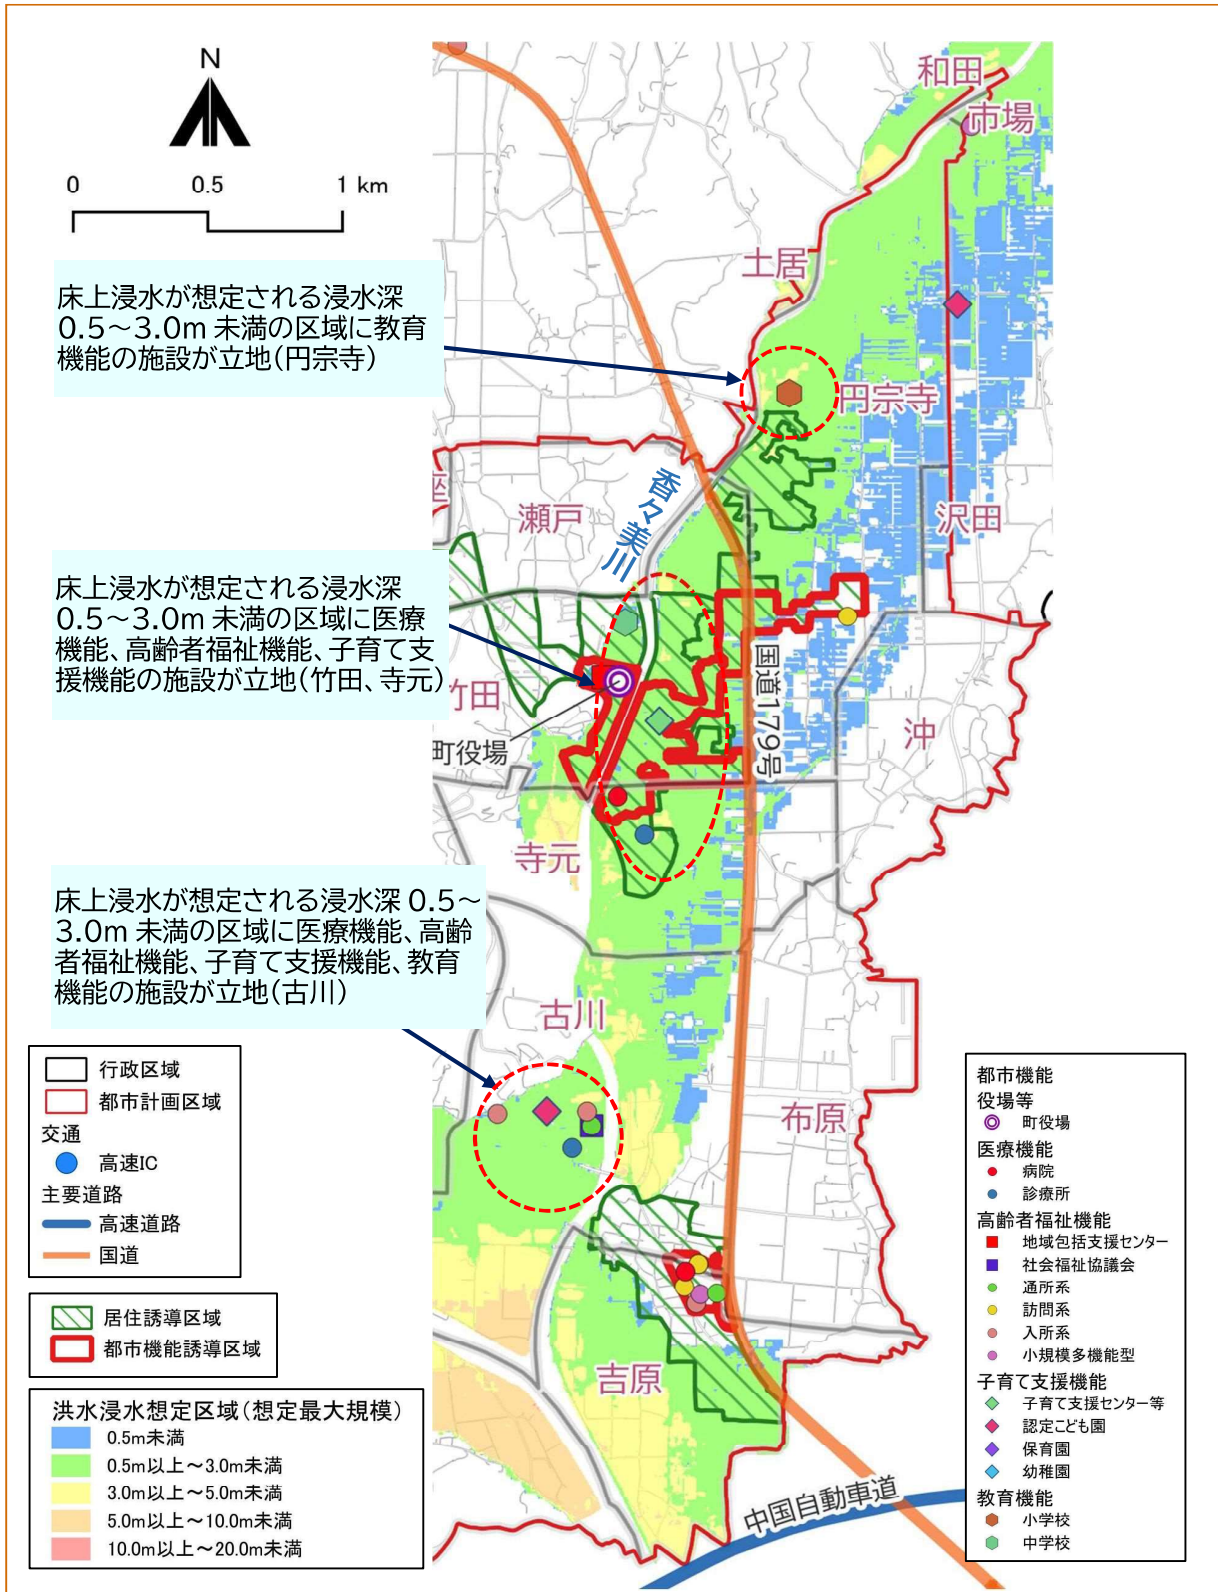 N
0 0.5 1 km
床上浸水が想定される浸水深
0.5～3.0m 未満の区域に教育
機能の施設が立地(円宗寺)
床上浸水が想定される浸水深
0.5～3.0m 未満の区域に医療
機能、高齢者福祉機能、子育て支
援機能の施設が立地(竹田、寺元)
床上浸水が想定される浸水深 0.5～
3.0m 未満の区域に医療機能、高齢
者福祉機能、子育て支援機能、教育
機能の施設が立地(古川)
和田
市場
土居
円宗寺
座
瀬戸
香々美川
沢田
竹田
町役場
国道179号
沖
寺元
古川
布原
吉原
中国自動車道
行政区域
都市計画区域
交通
高速IC
主要道路
高速道路
国道
居住誘導区域
都市機能誘導区域
洪水浸水想定区域(想定最大規模)
0.5m未満
0.5m以上～3.0m未満
3.0m以上～5.0m未満
5.0m以上～10.0m未満
10.0m以上～20.0m未満
都市機能
役場等
町役場
医療機能
病院
診療所
高齢者福祉機能
地域包括支援センター
社会福祉協議会
通所系
訪問系
入所系
小規模多機能型
子育て支援機能
子育て支援センター等
認定こども園
保育園
幼稚園
教育機能
小学校
中学校